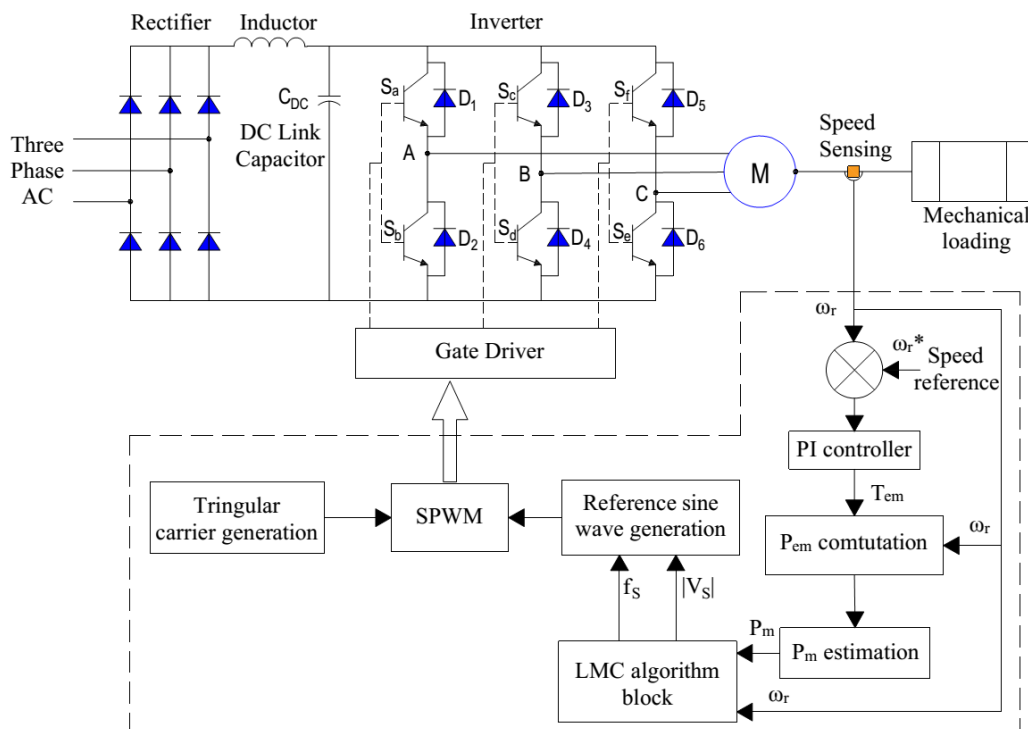 Rectifier
Inductor
Inverter
Three
Phase
AC
C_DC
DC Link
Capacitor
S_a
D_1
S_c
D_3
S_f
D_5
A
B
C
S_b
D_2
S_d
D_4
S_e
D_6
M
Speed
Sensing
Mechanical
loading
Gate Driver
ω_r
ω_r*
Speed
reference
PI controller
T_em
P_em comtutation
ω_r
P_m
P_m estimation
Tringular
carrier generation
SPWM
Reference sine
wave generation
f_S
|V_S|
LMC algorithm
block
ω_r